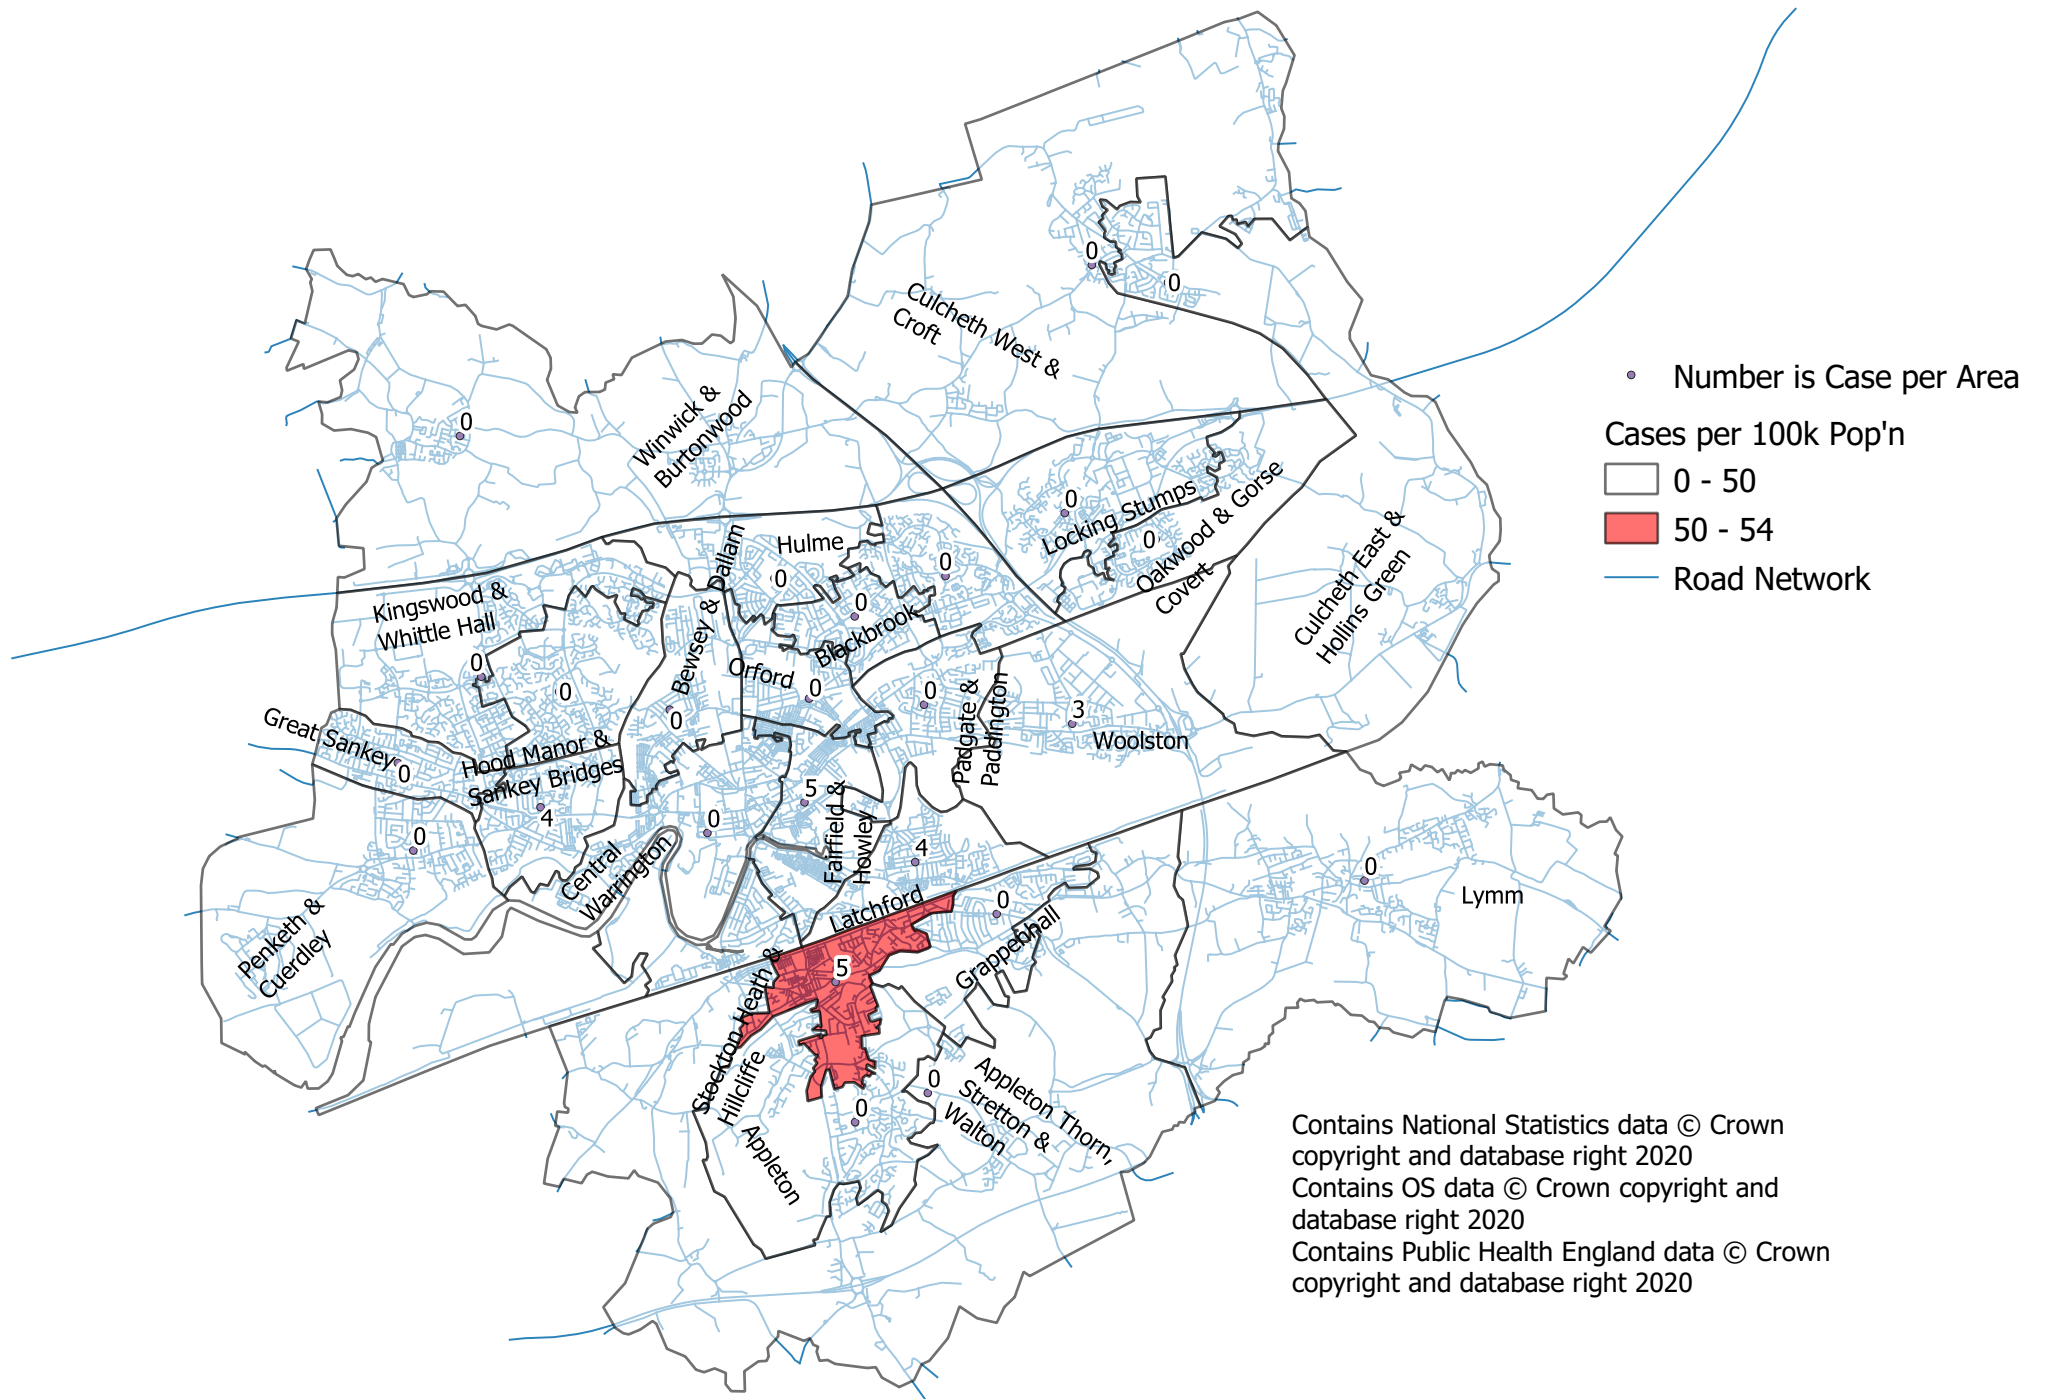 0
0
Culcheth West &
Croft
Number is Case per Area
Cases per 100k Pop'n
0 - 50
50 - 54
Road Network
0
Winwick &
Burtonwood
0
Locking Stumps
0
Oakwood & Gorse
Covert
Culcheth East &
Hollins Green
Hulme
0
0
0
Blackbrook
Kingswood &
Whittle Hall
0
0
Bewsey & Dallam
0
Orford
0
0
Padgate &
Paddington
3
Woolston
Great Sankey
0
Hood Manor &
Sankey Bridges
4
0
5
Fairfield &
Howley
0
Central
Warrington
4
Latchford
0
Lymm
Penketh &
Cuerdley
0
Grappenhall
5
Stockton Heath &
Hillcliffe
0
Appleton Thorn,
Stretton &
Walton
0
Appleton
Contains National Statistics data © Crown
copyright and database right 2020
Contains OS data © Crown copyright and
database right 2020
Contains Public Health England data © Crown
copyright and database right 2020